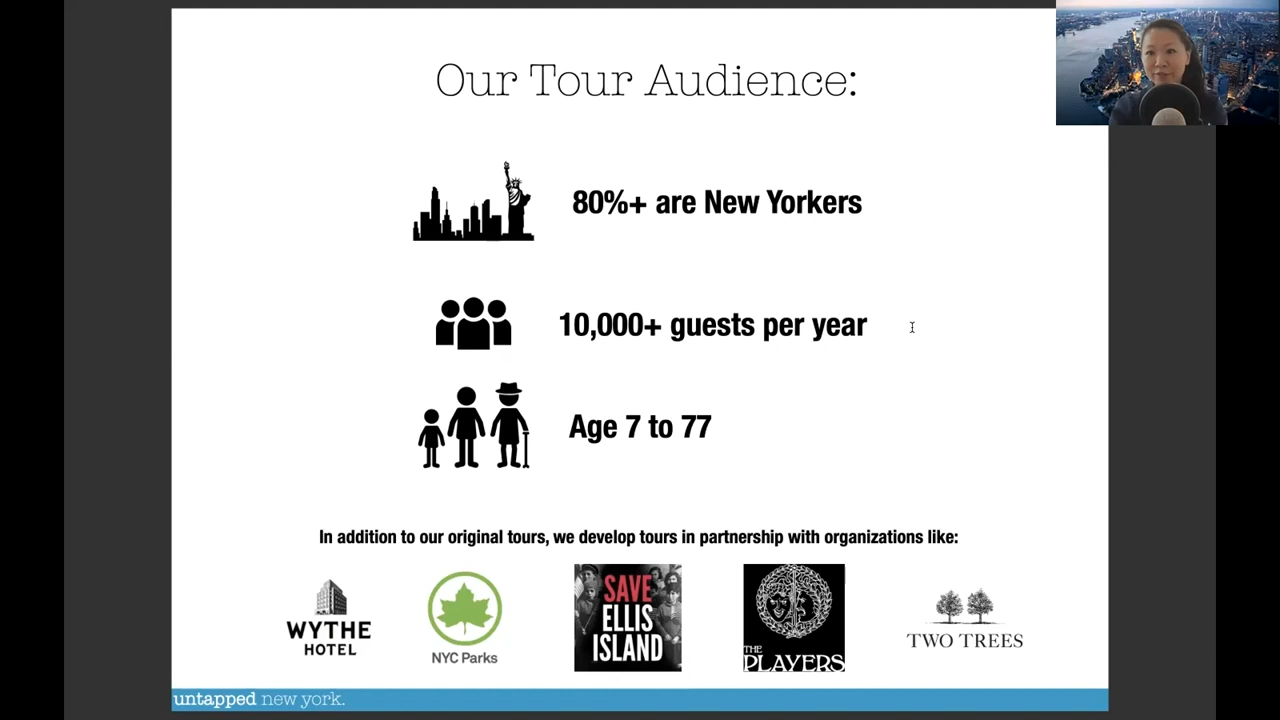 Our Tour Audience:
80%+ are New Yorkers
10,000+ guests per year
Age 7 to 77
In addition to our original tours, we develop tours in partnership with organizations like:
WYTHE
HOTEL
NYC Parks
SAVE
ELLIS
ISLAND
THE
PLAYERS
TWO TREES
untapped new york.